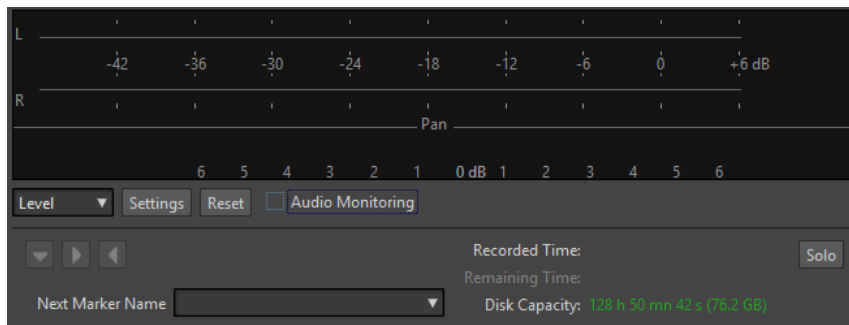 L
-42 -36 -30 -24 -18 -12 -6 0 +6 dB
R
Pan
6 5 4 3 2 1 0 dB 1 2 3 4 5 6
Level Settings Reset Audio Monitoring
Recorded Time: Solo
Remaining Time:
Next Marker Name Disk Capacity: 128 h 50 mn 42 s (76.2 GB)